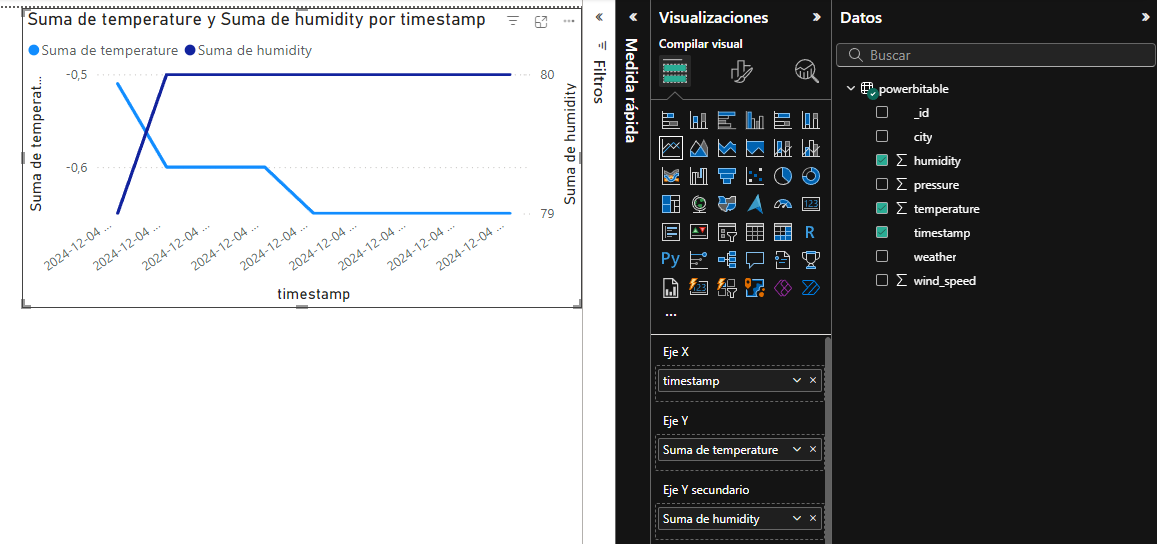 Suma de temperature y Suma de humidity por timestamp
Suma de temperature
Suma de humidity
-0,5
-0,6
80
79
Suma de temperat...
Suma de humidity
2024-12-04 ...
2024-12-04 ...
2024-12-04 ...
2024-12-04 ...
2024-12-04 ...
2024-12-04 ...
2024-12-04 ...
2024-12-04 ...
2024-12-04 ...
timestamp
Filtros
Medida rápida
Visualizaciones
Compilar visual
123
R
Py
123
...
Eje X
timestamp
Eje Y
Suma de temperature
Eje Y secundario
Suma de humidity
Datos
Buscar
powerbitable
_id
city
∑ humidity
∑ pressure
∑ temperature
timestamp
weather
∑ wind_speed